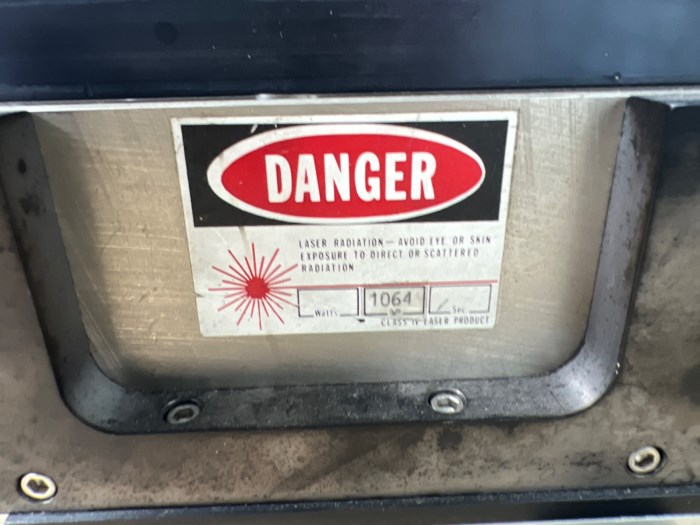 DANGER
LASER RADIATION — AVOID EYE OR SKIN
EXPOSURE TO DIRECT OR SCATTERED
RADIATION
1064
Watts
Sec
CLASS IV LASER PRODUCT